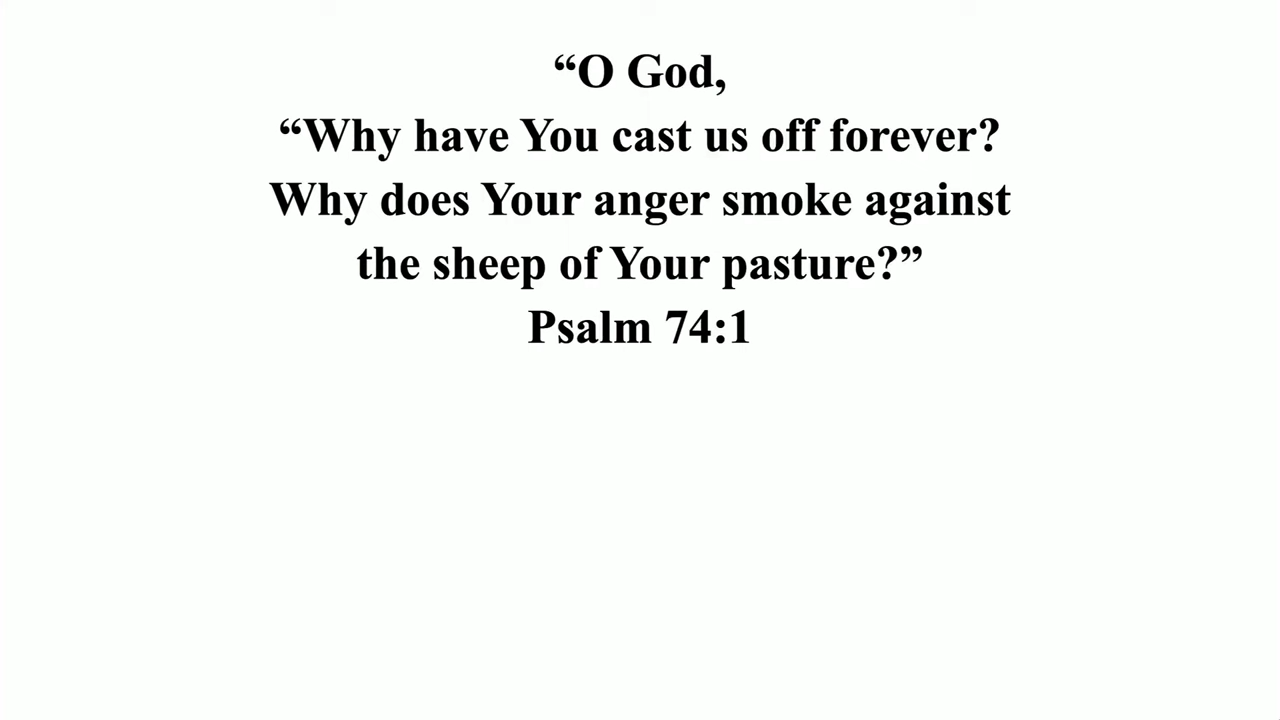 “O God,
“Why have You cast us off forever?
Why does Your anger smoke against
the sheep of Your pasture?”
Psalm 74:1